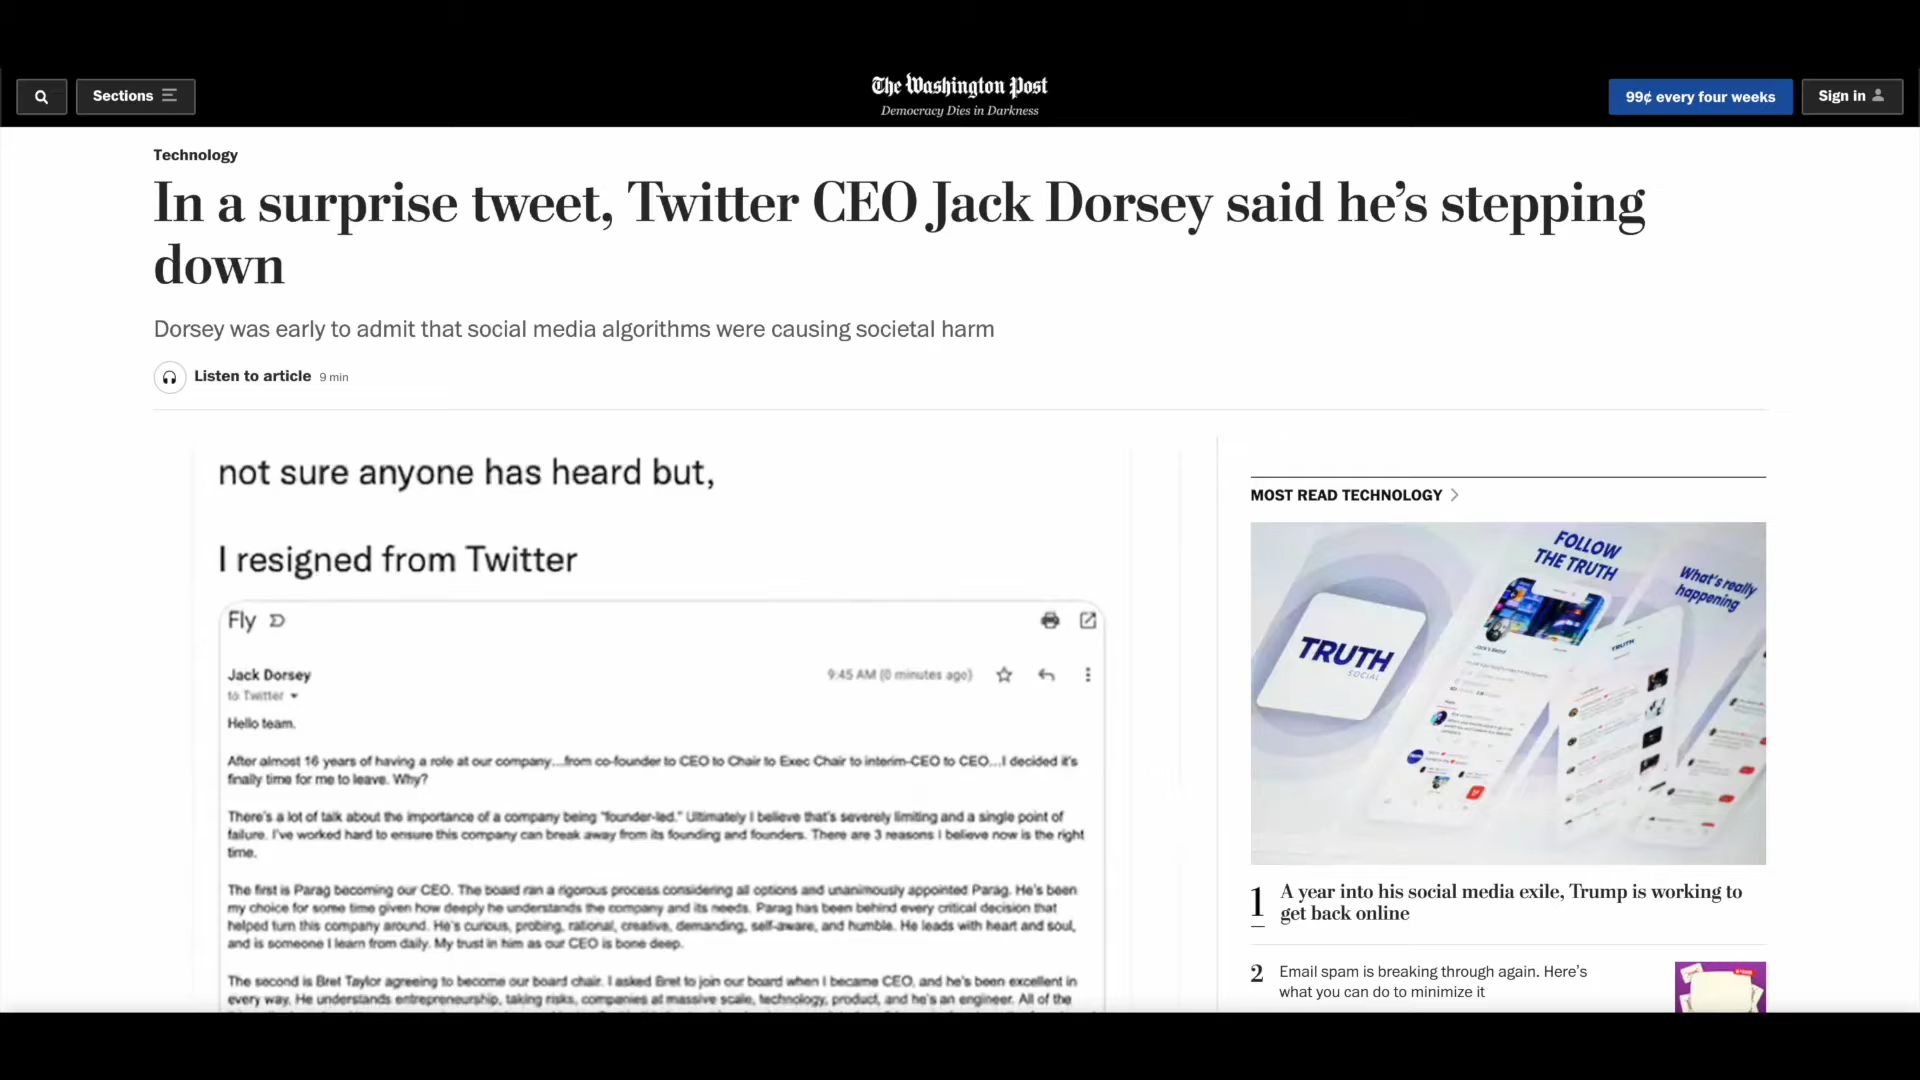 Sections
The Washington Post
Democracy Dies in Darkness
99¢ every four weeks
Sign in
Technology
In a surprise tweet, Twitter CEO Jack Dorsey said he’s stepping
down
Dorsey was early to admit that social media algorithms were causing societal harm
Listen to article 9 min
not sure anyone has heard but,
I resigned from Twitter
Fly
Jack Dorsey
9:45 AM (0 minutes ago)
to Twitter
Hello team.
After almost 16 years of having a role at our company...from co-founder to CEO to Chair to Exec Chair to interim-CEO to CEO...I decided it's
finally time for me to leave. Why?
There's a lot of talk about the importance of a company being "founder-led." Ultimately I believe that's severely limiting and a single point of
failure. I've worked hard to ensure this company can break away from its founding and founders. There are 3 reasons I believe now is the right
time.
The first is Parag becoming our CEO. The board ran a rigorous process considering all options and unanimously appointed Parag. He's been
my choice for some time given how deeply he understands the company and its needs. Parag has been behind every critical decision that
helped turn this company around. He's curious, probing, rational, creative, demanding, self-aware, and humble. He leads with heart and soul,
and is someone I learn from daily. My trust in him as our CEO is bone deep.
The second is Bret Taylor agreeing to become our board chair. I asked Bret to join our board when I became CEO, and he's been excellent in
every way. He understands entrepreneurship, taking risks, companies at massive scale, technology, product, and he's an engineer. All of the
MOST READ TECHNOLOGY
FOLLOW
THE TRUTH
What's really
happening
TRUTH
SOCIAL
TRUTH
1 A year into his social media exile, Trump is working to
get back online
2 Email spam is breaking through again. Here’s
what you can do to minimize it